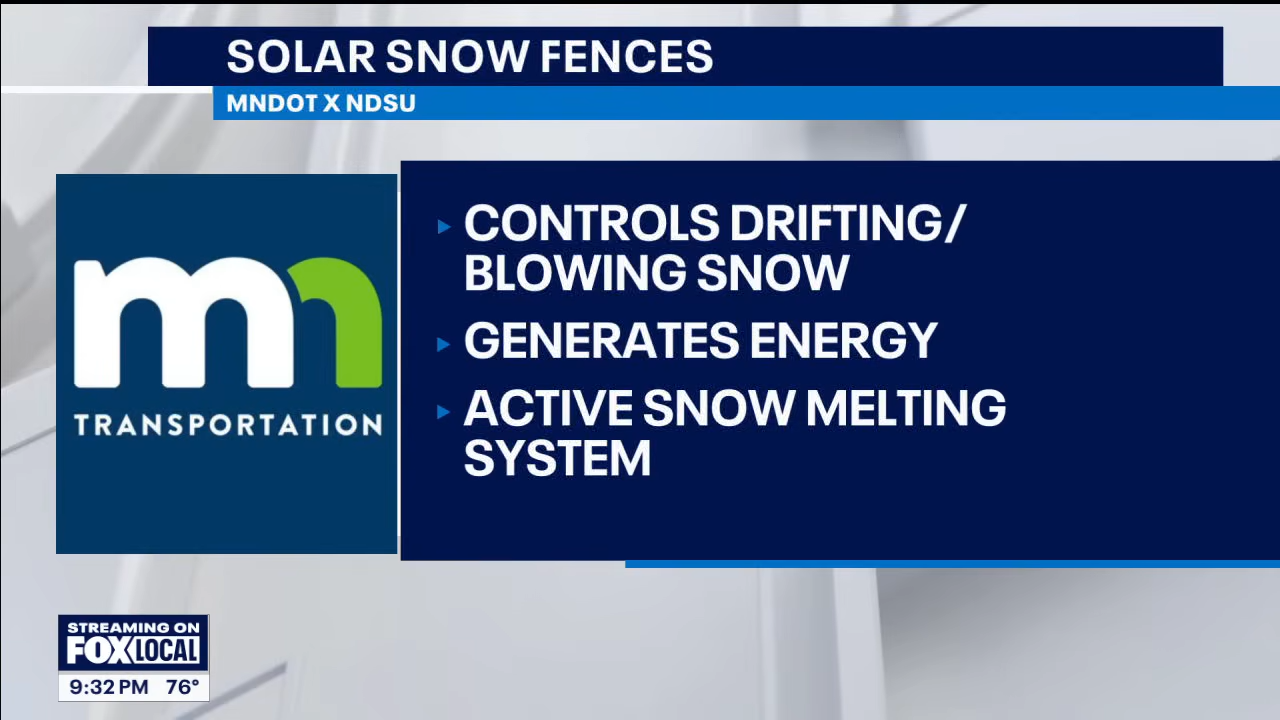 SOLAR SNOW FENCES
MNDOT X NDSU
mn
TRANSPORTATION
CONTROLS DRIFTING/
BLOWING SNOW
GENERATES ENERGY
ACTIVE SNOW MELTING
SYSTEM
STREAMING ON
FOX LOCAL
9:32 PM 76°